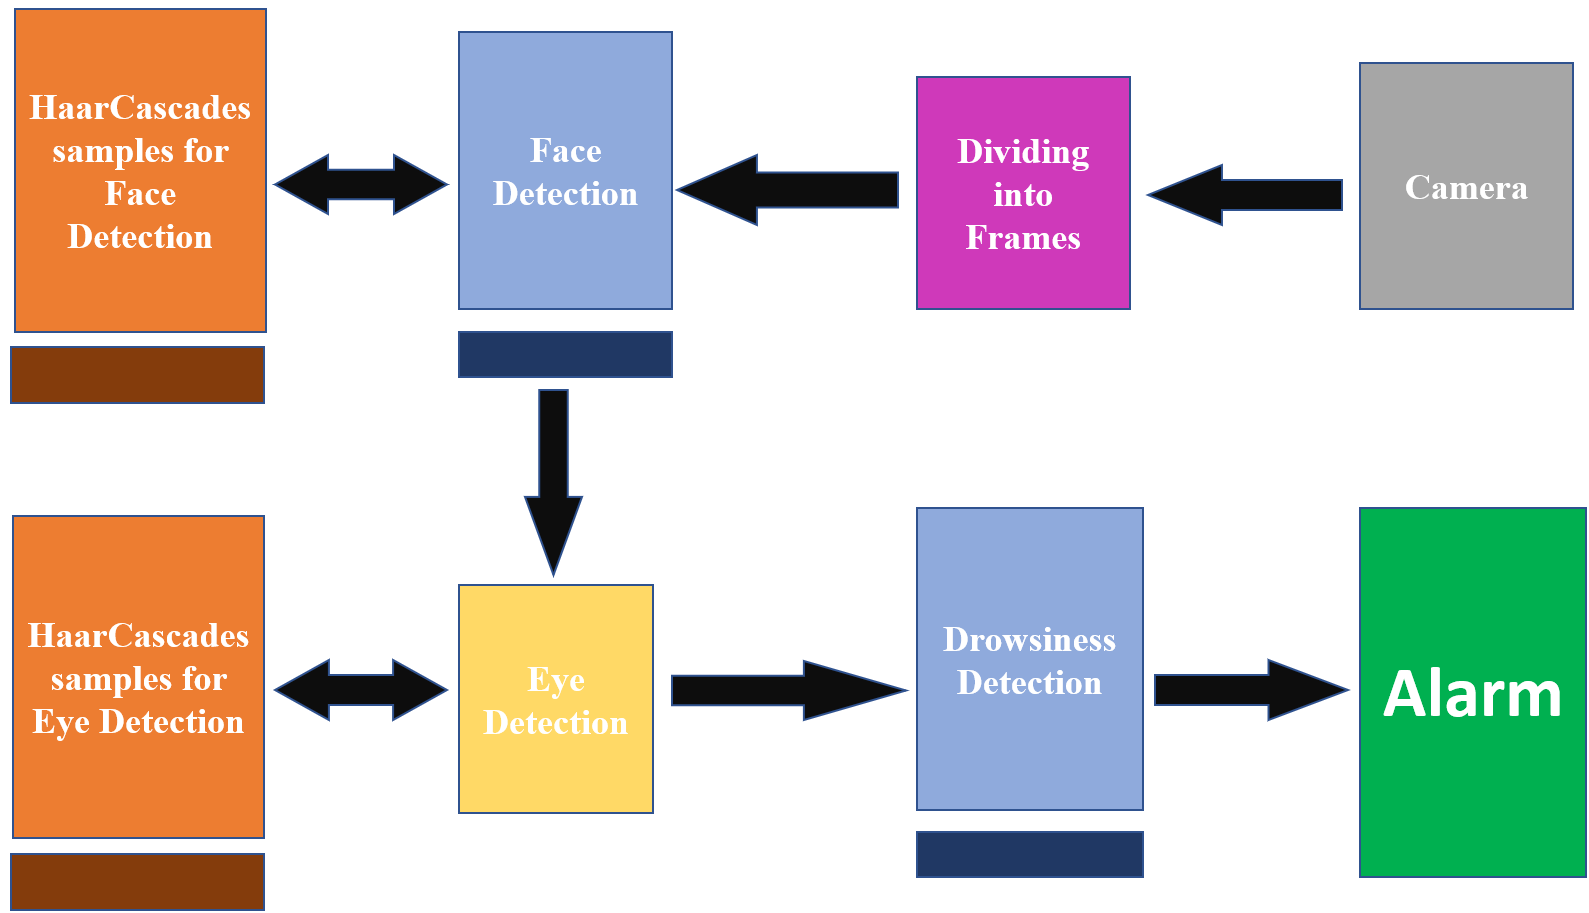 HaarCascades
samples for
Face
Detection
Face
Detection
Dividing
into
Frames
Camera
HaarCascades
samples for
Eye Detection
Eye
Detection
Drowsiness
Detection
Alarm